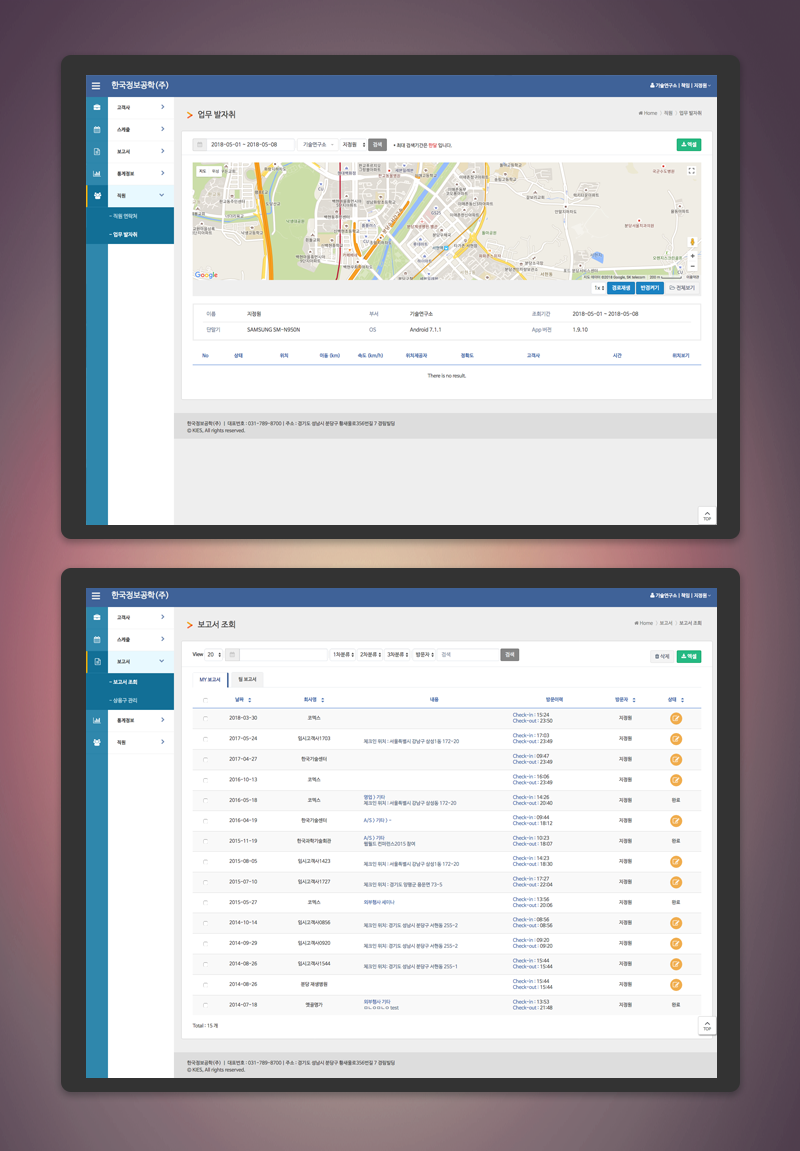 한국정보공학(주)
기술연구소 | 책임 | 지정원
고객사
스케쥴
보고서
통계정보
직원
- 직원 연락처
- 업무 발자취
업무 발자취
Home | 직원 | 업무 발자취
2018-05-01 ~ 2018-05-08 기술연구소 지정원 검색 * 최대 검색기간은 한달 입니다. 엑셀
지도 위성
Google
1x 경로재생 반경켜기 전체보기
이름 지정원 부서 기술연구소 조회기간 2018-05-01 ~ 2018-05-08
단말기 SAMSUNG SM-N950N OS Android 7.1.1 App 버전 1.9.10
No 상태 위치 이동 (km) 속도 (km/h) 위치제공자 정확도 고객사 시간 위치보기
There is no result.
한국정보공학(주) | 대표번호 : 031-789-8700 | 주소 : 경기도 성남시 분당구 황새울로356번길 7 경암빌딩
© KIES, All rights reserved.
TOP
한국정보공학(주)
기술연구소 | 책임 | 지정원
고객사
스케쥴
보고서
- 보고서 조회
- 상용구 관리
통계정보
직원
보고서 조회
Home | 보고서 | 보고서 조회
View 20 1차분류 2차분류 3차분류 방문자 검색 검색 삭제 엑셀
MY 보고서 팀 보고서
날짜 회사명 내용 방문이력 방문자 상태
2018-03-30 코맥스 Check-in : 15:24 지정원
Check-out : 23:50
2017-05-24 임시고객사1703 체크인 위치 : 서울특별시 강남구 삼성1동 172-20 Check-in : 17:03 지정원
Check-out : 23:49
2017-04-27 한국기술센터 Check-in : 09:47 지정원
Check-out : 23:49
2016-10-13 코맥스 Check-in : 16:06 지정원
Check-out : 23:49
2016-05-18 코맥스 영업 > 기타 Check-in : 14:26 지정원 완료
체크인 위치 : 서울특별시 강남구 삼성동 172-20 Check-out : 20:40
2016-04-19 한국기술센터 A/S > 기타 > - Check-in : 09:44 지정원
Check-out : 18:12
2015-11-19 한국과학기술회관 A/S > 기타 Check-in : 10:23 지정원 완료
웹월드 컨퍼런스2015 참여 Check-out : 18:07
2015-08-05 임시고객사1423 체크인 위치 : 서울특별시 강남구 삼성1동 172-20 Check-in : 14:23 지정원
Check-out : 18:30
2015-07-10 임시고객사1727 체크인 위치 : 경기도 양평군 용문면 73-5 Check-in : 17:27 지정원
Check-out : 22:04
2015-05-27 코맥스 외부행사 세미나 Check-in : 13:56 지정원 완료
Check-out : 20:06
2014-10-14 임시고객사0856 체크인 위치: 경기도 성남시 분당구 서현동 255-2 Check-in : 08:56 지정원
Check-out : 08:56
2014-09-29 임시고객사0920 체크인 위치: 경기도 성남시 분당구 서현동 255-2 Check-in : 09:20 지정원
Check-out : 09:20
2014-08-26 임시고객사1544 체크인 위치: 경기도 성남시 분당구 서현동 255-1 Check-in : 15:44 지정원
Check-out : 15:44
2014-08-26 분당 재생병원 Check-in : 15:44 지정원
Check-out : 15:44
2014-07-18 옛골명가 외부행사 기타 Check-in : 13:53 지정원 완료
test Check-out : 21:48
Total : 15 개
한국정보공학(주) | 대표번호 : 031-789-8700 | 주소 : 경기도 성남시 분당구 황새울로356번길 7 경암빌딩
© KIES, All rights reserved.
TOP